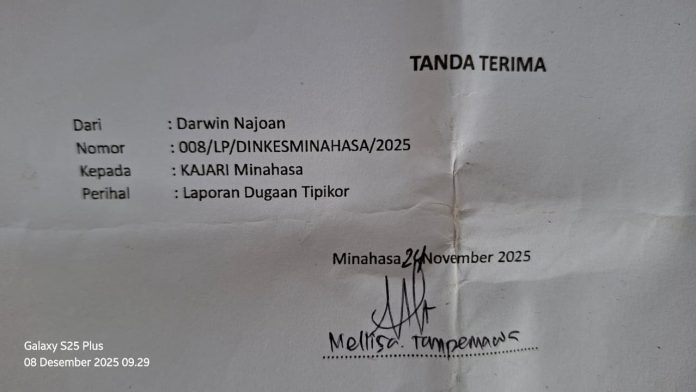 TANDA TERIMA
Dari : Darwin Najoan
Nomor : 008/LP/DINKESMINAHASA/2025
Kepada : KAJARI Minahasa
Perihal : Laporan Dugaan Tipikor
Minahasa 24 November 2025
Mellisa. Tampemawa
Galaxy S25 Plus
08 Desember 2025 09.29